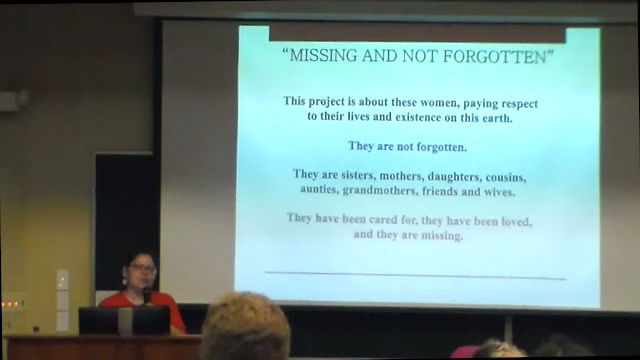 “MISSING AND NOT FORGOTTEN”
This project is about these women, paying respect
to their lives and existence on this earth.
They are not forgotten.
They are sisters, mothers, daughters, cousins,
aunties, grandmothers, friends and wives.
They have been cared for, they have been loved,
and they are missing.